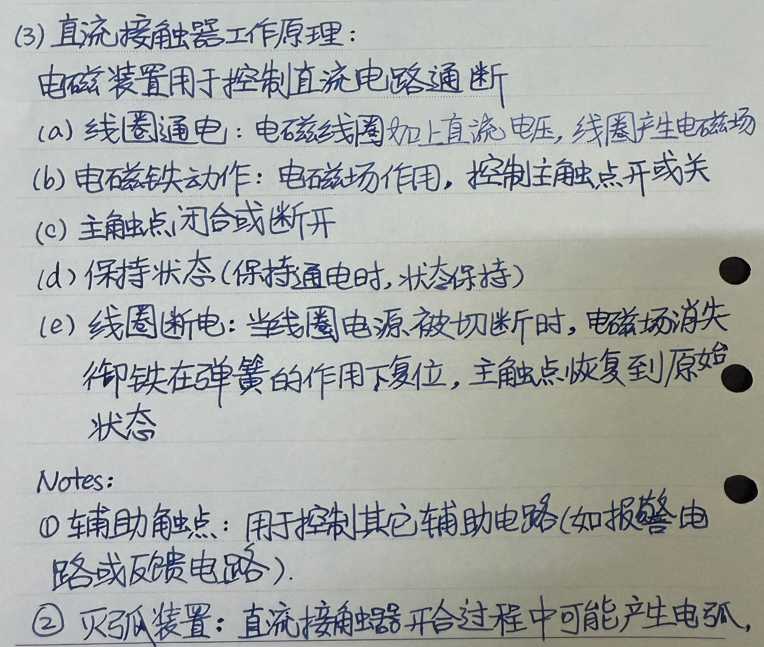 (3) 直流接触器工作原理：
电磁装置用于控制直流电路通断
(a) 线圈通电：电磁线圈加上直流电压，线圈产生电磁场
(b) 电磁铁动作：电磁场作用，控制主触点开或关
(c) 主触点闭合或断开
(d) 保持状态(保持通电时，状态保持)
(e) 线圈断电：当线圈电源被切断时，电磁场消失
衔铁在弹簧的作用下复位，主触点恢复到原始
状态
Notes:
① 辅助触点：用于控制其它辅助电路(如报警电
路或反馈电路).
② 灭弧装置：直流接触器开合过程中可能产生电弧，